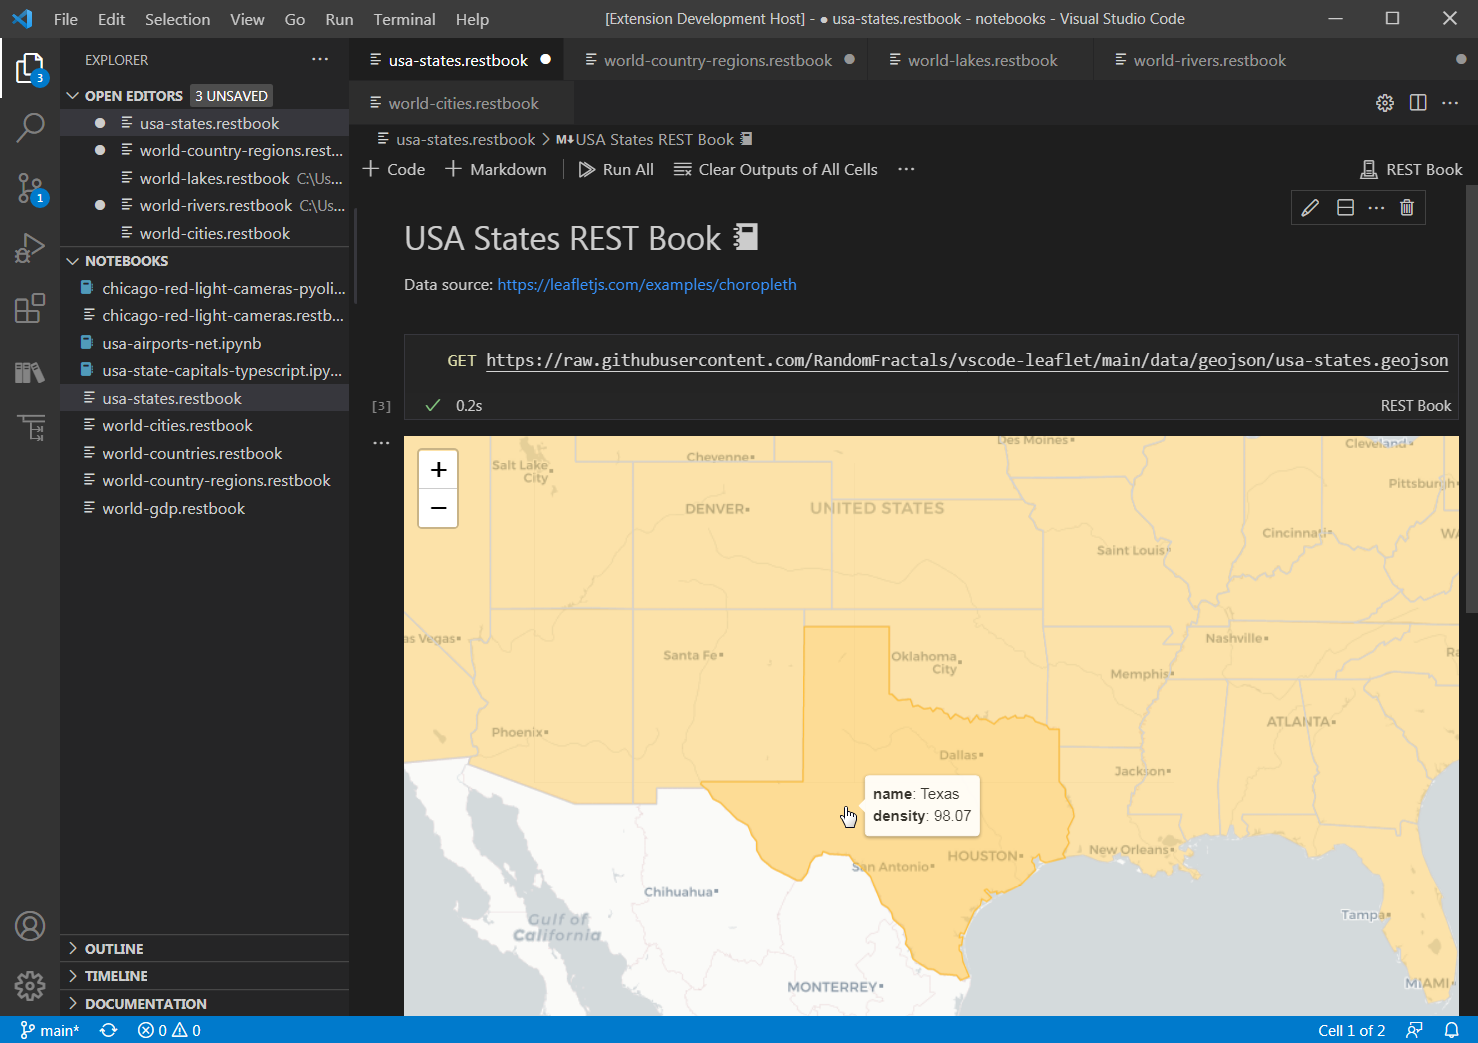 File Edit Selection View Go Run Terminal Help [Extension Development Host] - ● usa-states.restbook - notebooks - Visual Studio Code
EXPLORER
usa-states.restbook world-country-regions.restbook world-lakes.restbook world-rivers.restbook
3
OPEN EDITORS 3 UNSAVED
world-cities.restbook
usa-states.restbook
world-country-regions.rest...
world-lakes.restbook C:\Us...
world-rivers.restbook C:\Us...
world-cities.restbook
1
usa-states.restbook > M↓USA States REST Book
+ Code + Markdown Run All Clear Outputs of All Cells ... REST Book
NOTEBOOKS
chicago-red-light-cameras-pyoli...
chicago-red-light-cameras.restb...
usa-airports-net.ipynb
usa-state-capitals-typescript.ipy...
usa-states.restbook
world-cities.restbook
world-countries.restbook
world-country-regions.restbook
world-gdp.restbook
USA States REST Book
Data source: https://leafletjs.com/examples/choropleth
GET https://raw.githubusercontent.com/RandomFractals/vscode-leaflet/main/data/geojson/usa-states.geojson
[3] 0.2s REST Book
+
−
Des Moines
Cleveland
Cheyenne
Salt Lake
City
Pittsburgh
DENVER
UNITED STATES
Cincinnati
Saint Louis
as Vegas
Nashville
Santa Fe
Oklahoma
City
Memphis
Phoenix
ATLANTA
Dallas
Jackson
name: Texas
density: 98.07
New Orleans
HOUSTON
San Antonio
Chihuahua
Gulf of
California
Tampa
MONTERREY
MIAMI
OUTLINE
TIMELINE
DOCUMENTATION
main* 0 0 Cell 1 of 2